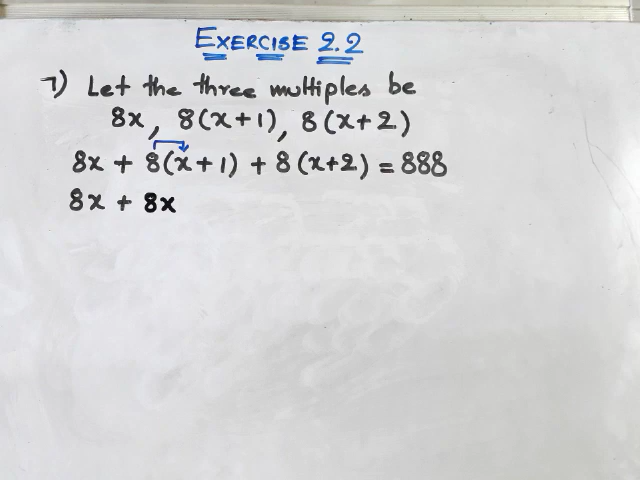 EXERCISE 2.2
7) Let the three multiples be
8x, 8(x+1), 8(x+2)
8x + 8(x+1) + 8(x+2) = 888
8x + 8x